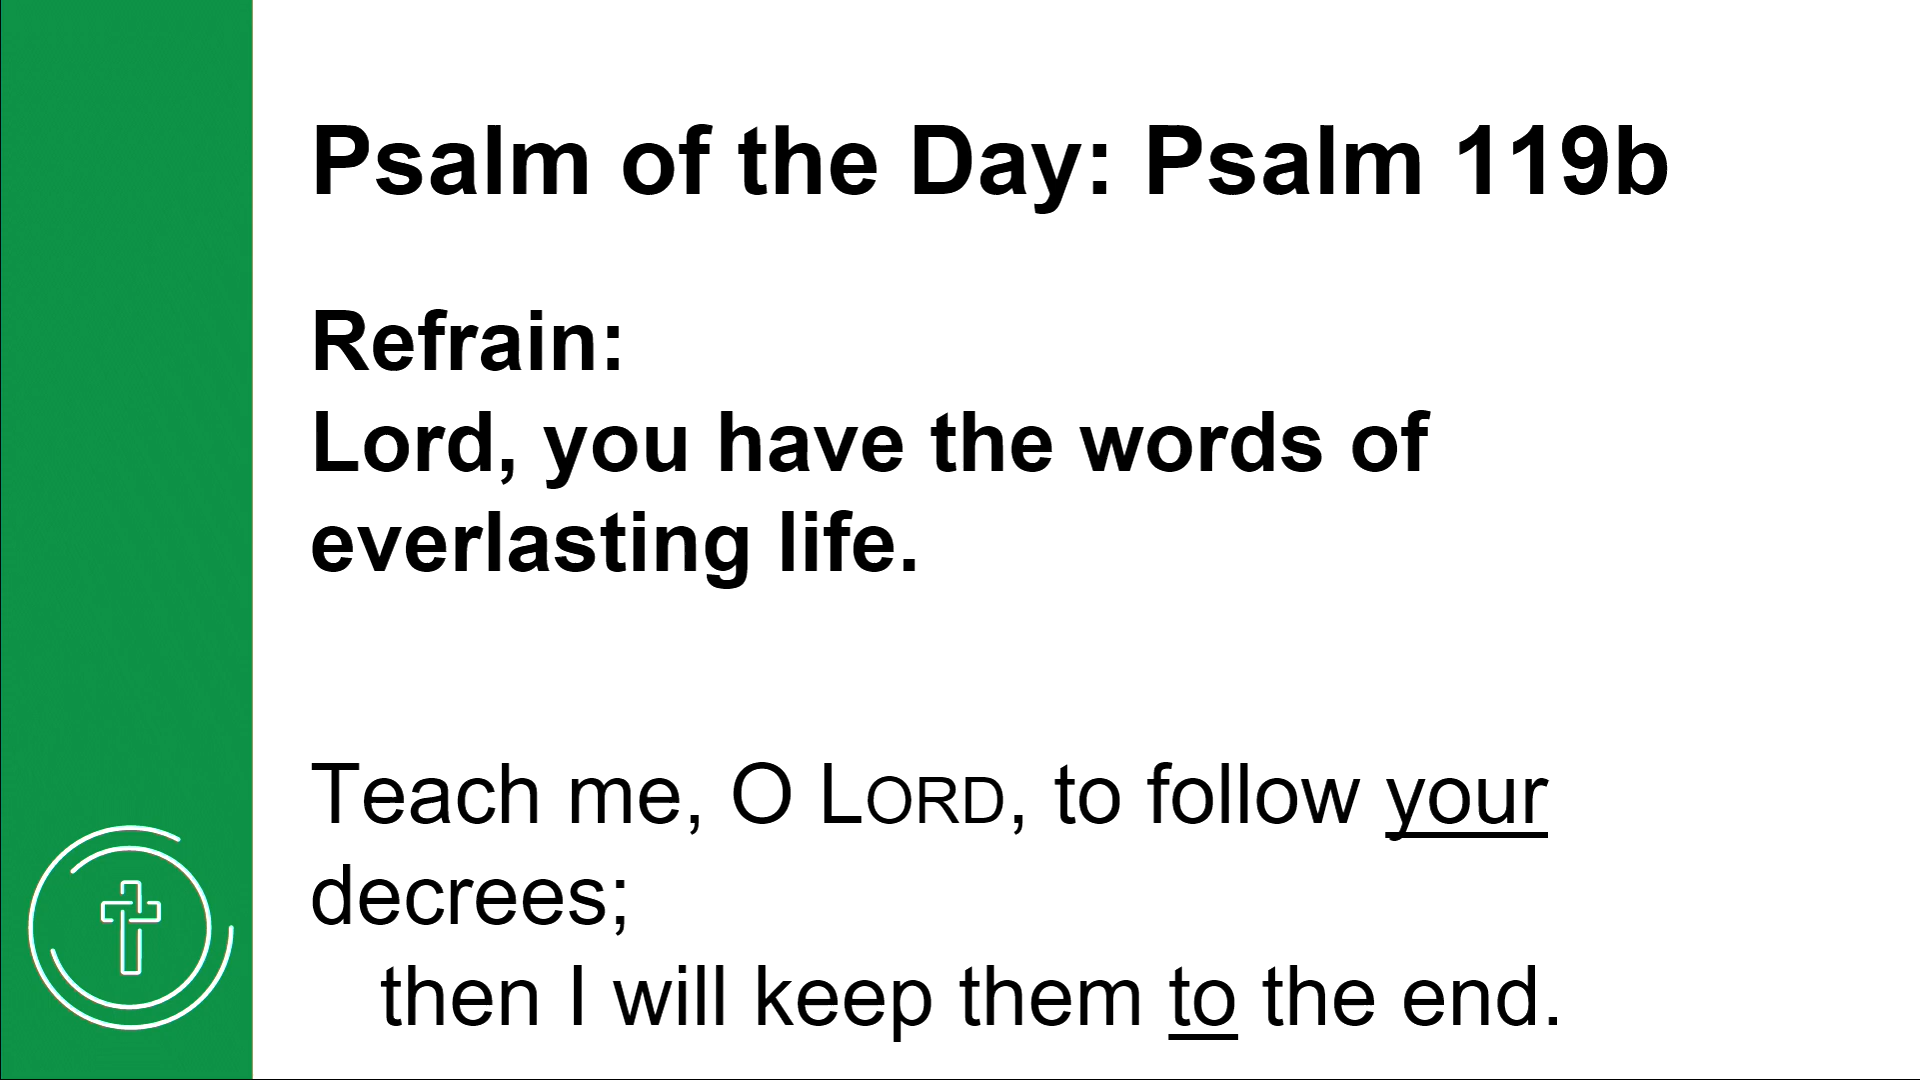 Psalm of the Day: Psalm 119b
Refrain:
Lord, you have the words of
everlasting life.
Teach me, O LORD, to follow your
decrees;
then I will keep them to the end.